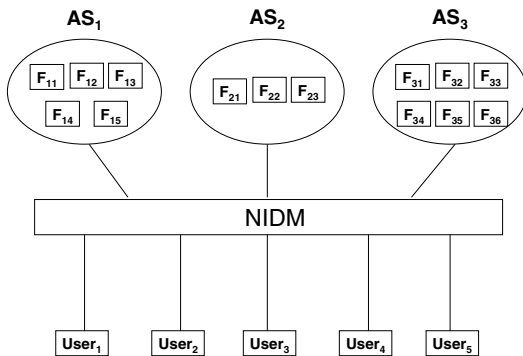 AS₁ AS₂ AS₃
F₁₁ F₁₂ F₁₃ F₂₁ F₂₂ F₂₃ F₃₁ F₃₂ F₃₃
F₁₄ F₁₅ F₃₄ F₃₅ F₃₆
NIDM
User₁ User₂ User₃ User₄ User₅